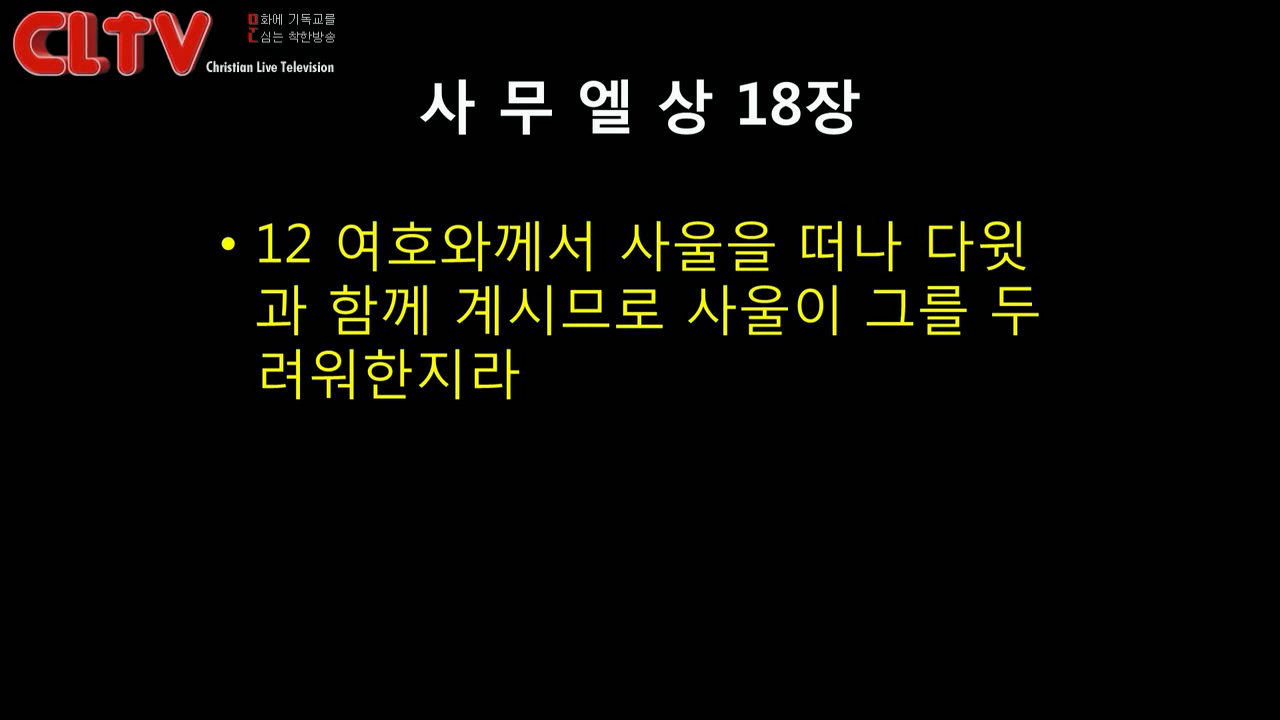 CLTV
문화에 기독교를
심는 착한방송
Christian Live Television
사 무 엘 상 18장
• 12 여호와께서 사울을 떠나 다윗
과 함께 계시므로 사울이 그를 두
려워한지라